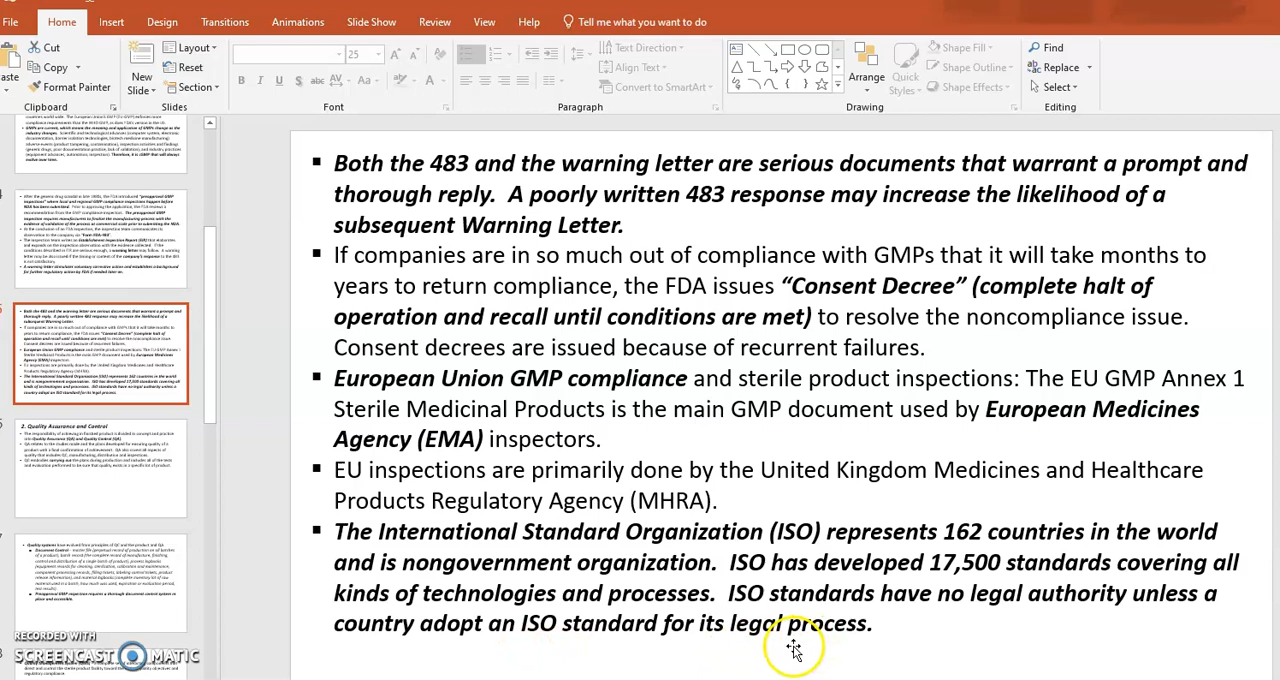 File Home Insert Design Transitions Animations Slide Show Review View Help Tell me what you want to do
Cut
Copy
Format Painter
Clipboard
New
Slide
Layout
Reset
Section
Slides
25
B I U S abc AV Aa A
Font
Text Direction
Align Text
Convert to SmartArt
Paragraph
Arrange
Quick
Styles
Shape Fill
Shape Outline
Shape Effects
Drawing
Find
Replace
Select
Editing
2. Quality Assurance and Control
▪ Both the 483 and the warning letter are serious documents that warrant a prompt and
thorough reply. A poorly written 483 response may increase the likelihood of a
subsequent Warning Letter.
▪ If companies are in so much out of compliance with GMPs that it will take months to
years to return compliance, the FDA issues “Consent Decree” (complete halt of
operation and recall until conditions are met) to resolve the noncompliance issue.
Consent decrees are issued because of recurrent failures.
▪ European Union GMP compliance and sterile product inspections: The EU GMP Annex 1
Sterile Medicinal Products is the main GMP document used by European Medicines
Agency (EMA) inspectors.
▪ EU inspections are primarily done by the United Kingdom Medicines and Healthcare
Products Regulatory Agency (MHRA).
▪ The International Standard Organization (ISO) represents 162 countries in the world
and is nongovernment organization. ISO has developed 17,500 standards covering all
kinds of technologies and processes. ISO standards have no legal authority unless a
country adopt an ISO standard for its legal process.
RECORDED WITH
SCREENCAST MATIC